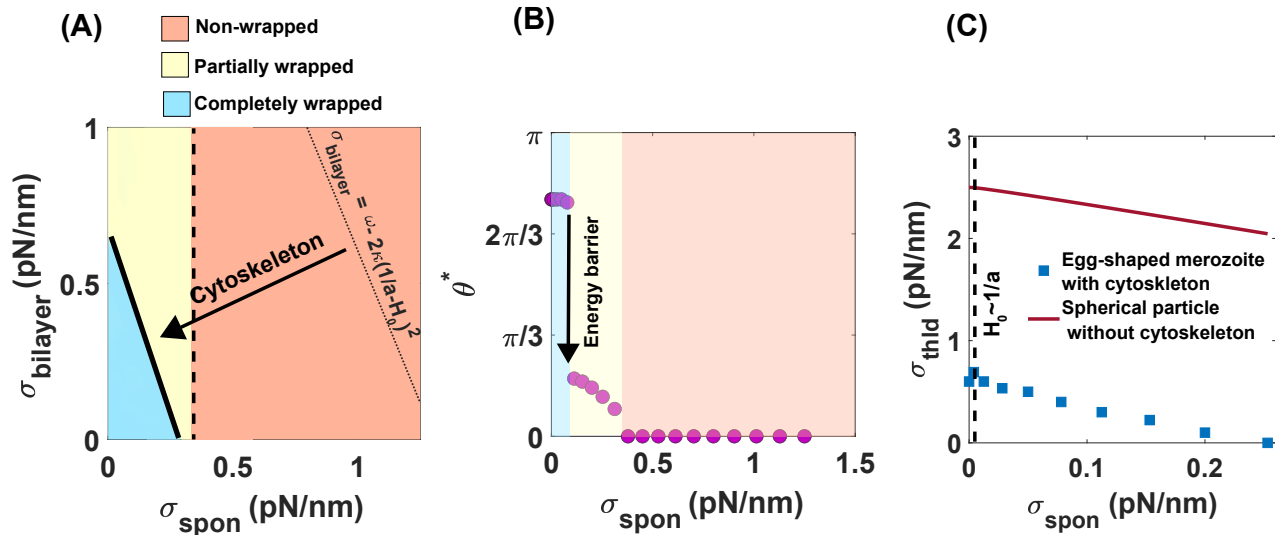 (A)
Non-wrapped
Partially wrapped
Completely wrapped
1
0.5
0
σbilayer (pN/nm)
0
0.5
1
σspon (pN/nm)
Cytoskeleton
σbilayer = ω- 2κ(1/a-H0)^2
(B)
π
2π/3
π/3
0
θ*
0
0.5
1
1.5
σspon (pN/nm)
Energy barrier
(C)
3
2
1
0
σthld (pN/nm)
0
0.1
0.2
σspon (pN/nm)
H0~1/a
Egg-shaped merozoite
with cytoskleton
Spherical particle
without cytoskleton